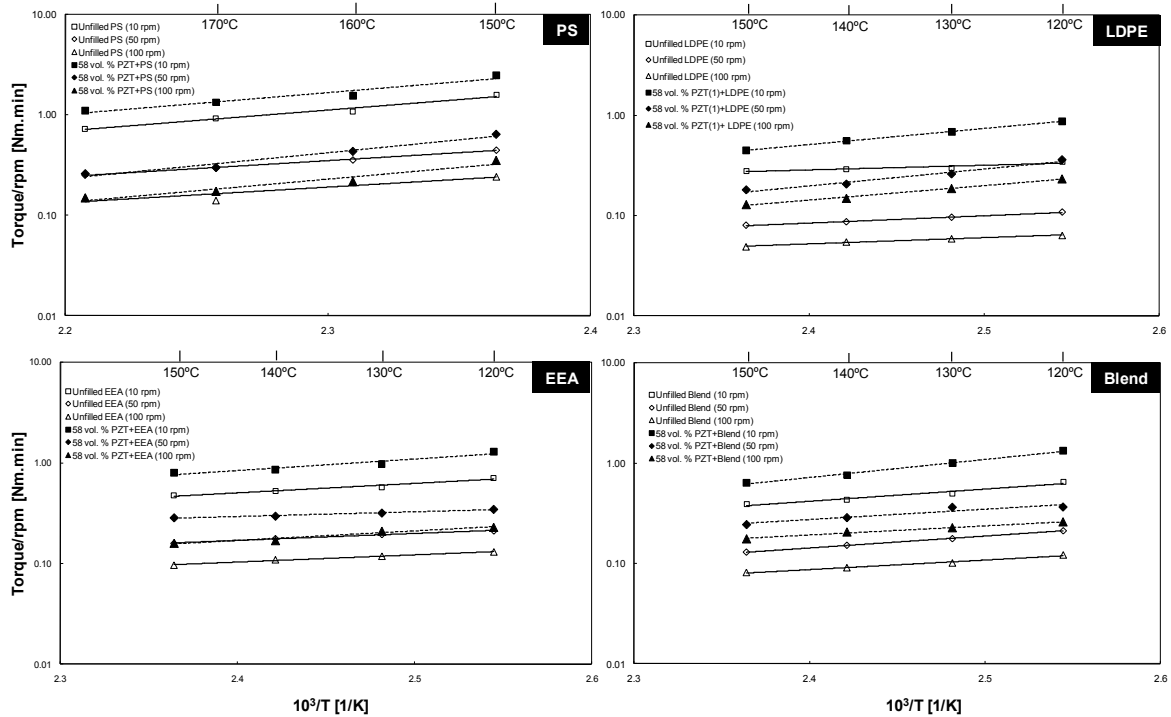 10.00
170ºC
160ºC
150ºC
PS
Unfilled PS (10 rpm)
Unfilled PS (50 rpm)
Unfilled PS (100 rpm)
58 vol. % PZT+PS (10 rpm)
58 vol. % PZT+PS (50 rpm)
58 vol. % PZT+PS (100 rpm)
1.00
0.10
0.01
2.2
2.3
2.4
Torque/rpm [Nm.min]
10.00
150ºC
140ºC
130ºC
120ºC
LDPE
Unfilled LDPE (10 rpm)
Unfilled LDPE (50 rpm)
Unfilled LDPE (100 rpm)
58 vol. % PZT(1)+LDPE (10 rpm)
58 vol. % PZT(1)+LDPE (50 rpm)
58 vol. % PZT(1)+ LDPE (100 rpm)
1.00
0.10
0.01
2.3
2.4
2.5
2.6
10.00
150ºC
140ºC
130ºC
120ºC
EEA
Unfilled EEA (10 rpm)
Unfilled EEA (50 rpm)
Unfilled EEA (100 rpm)
58 vol. % PZT+EEA (10 rpm)
58 vol. % PZT+EEA (50 rpm)
58 vol. % PZT+EEA (100 rpm)
1.00
0.10
0.01
2.3
2.4
2.5
2.6
Torque/rpm [Nm.min]
10³/T [1/K]
10.00
150ºC
140ºC
130ºC
120ºC
Blend
Unfilled Blend (10 rpm)
Unfilled Blend (50 rpm)
Unfilled Blend (100 rpm)
58 vol. % PZT+Blend (10 rpm)
58 vol. % PZT+Blend (50 rpm)
58 vol. % PZT+Blend (100 rpm)
1.00
0.10
0.01
2.3
2.4
2.5
2.6
10³/T [1/K]